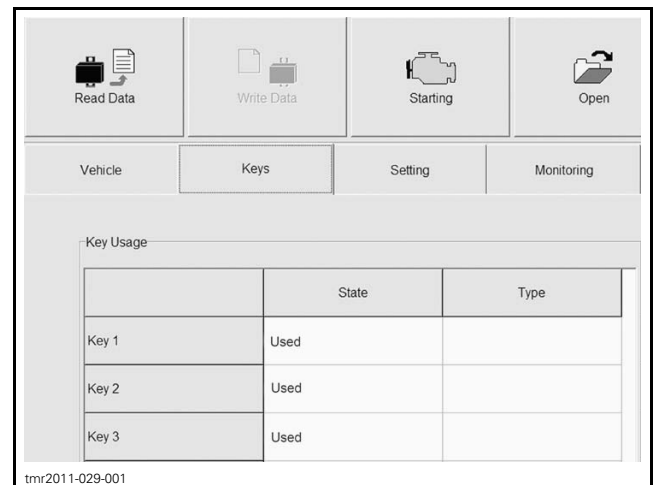 Read Data Write Data Starting Open
Vehicle Keys Setting Monitoring
Key Usage
State Type
Key 1 Used
Key 2 Used
Key 3 Used
tmr2011-029-001